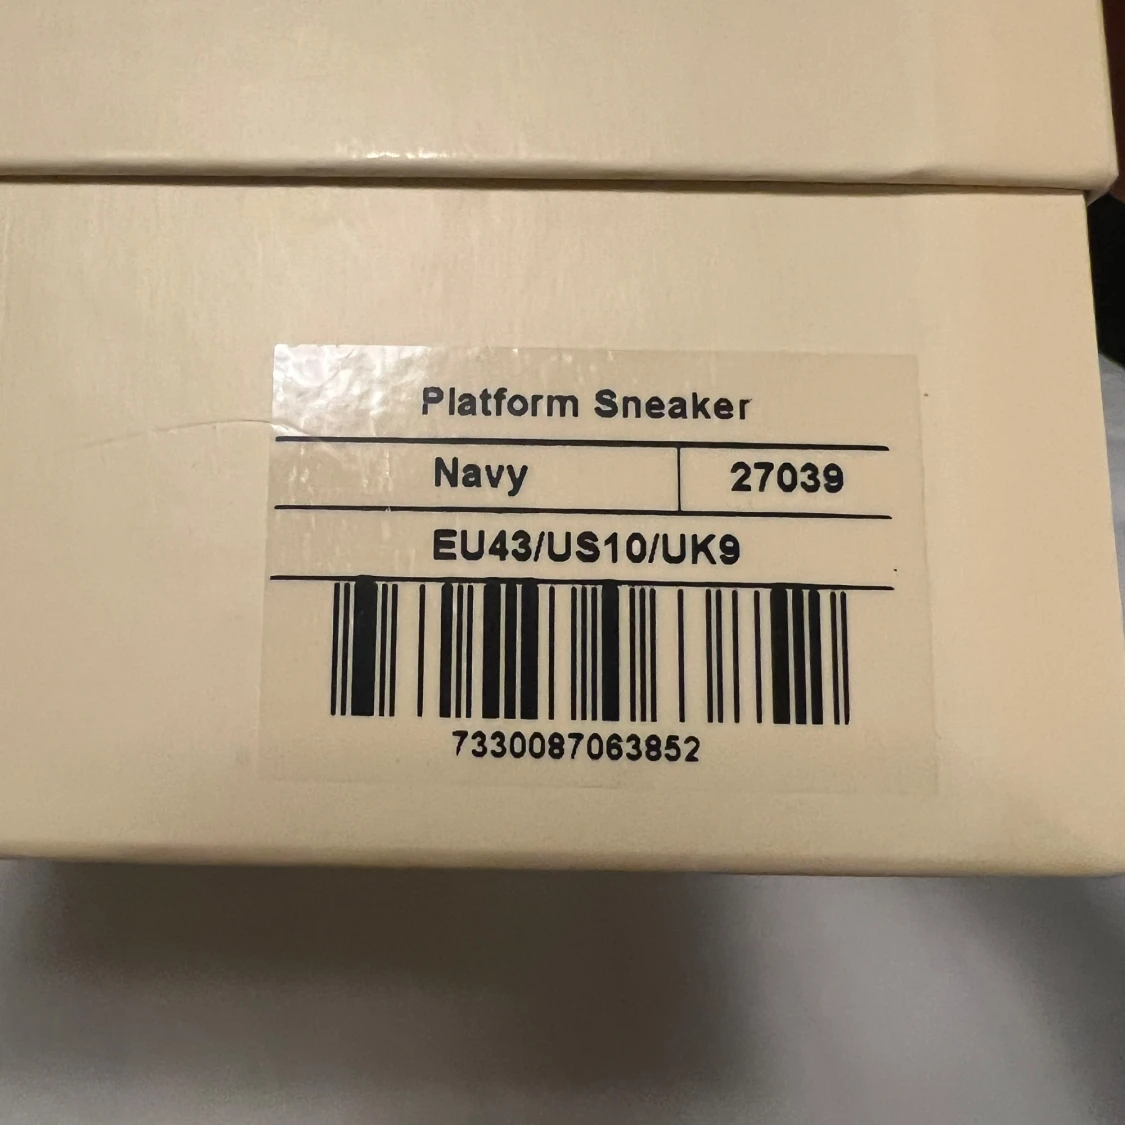 Platform Sneaker
Navy 27039
EU43/US10/UK9
7330087063852